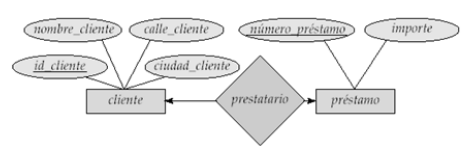 nombre_cliente calle_cliente número_préstamo importe
id_cliente ciudad_cliente
cliente prestatario préstamo